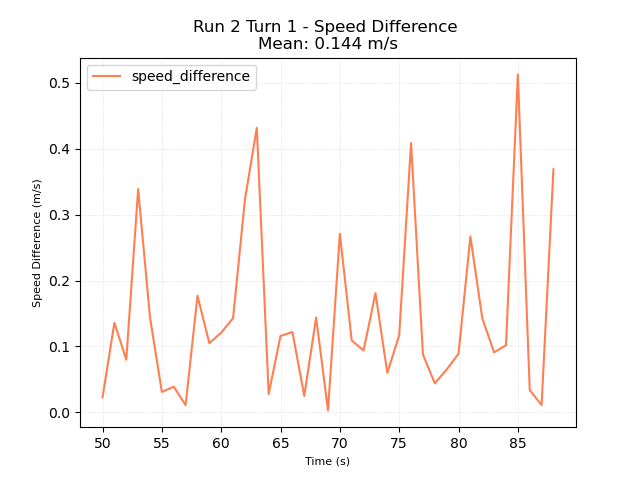 Run 2 Turn 1 - Speed Difference
Mean: 0.144 m/s
speed_difference
0.5
0.4
0.3
0.2
0.1
0.0
Speed Difference (m/s)
50 55 60 65 70 75 80 85
Time (s)